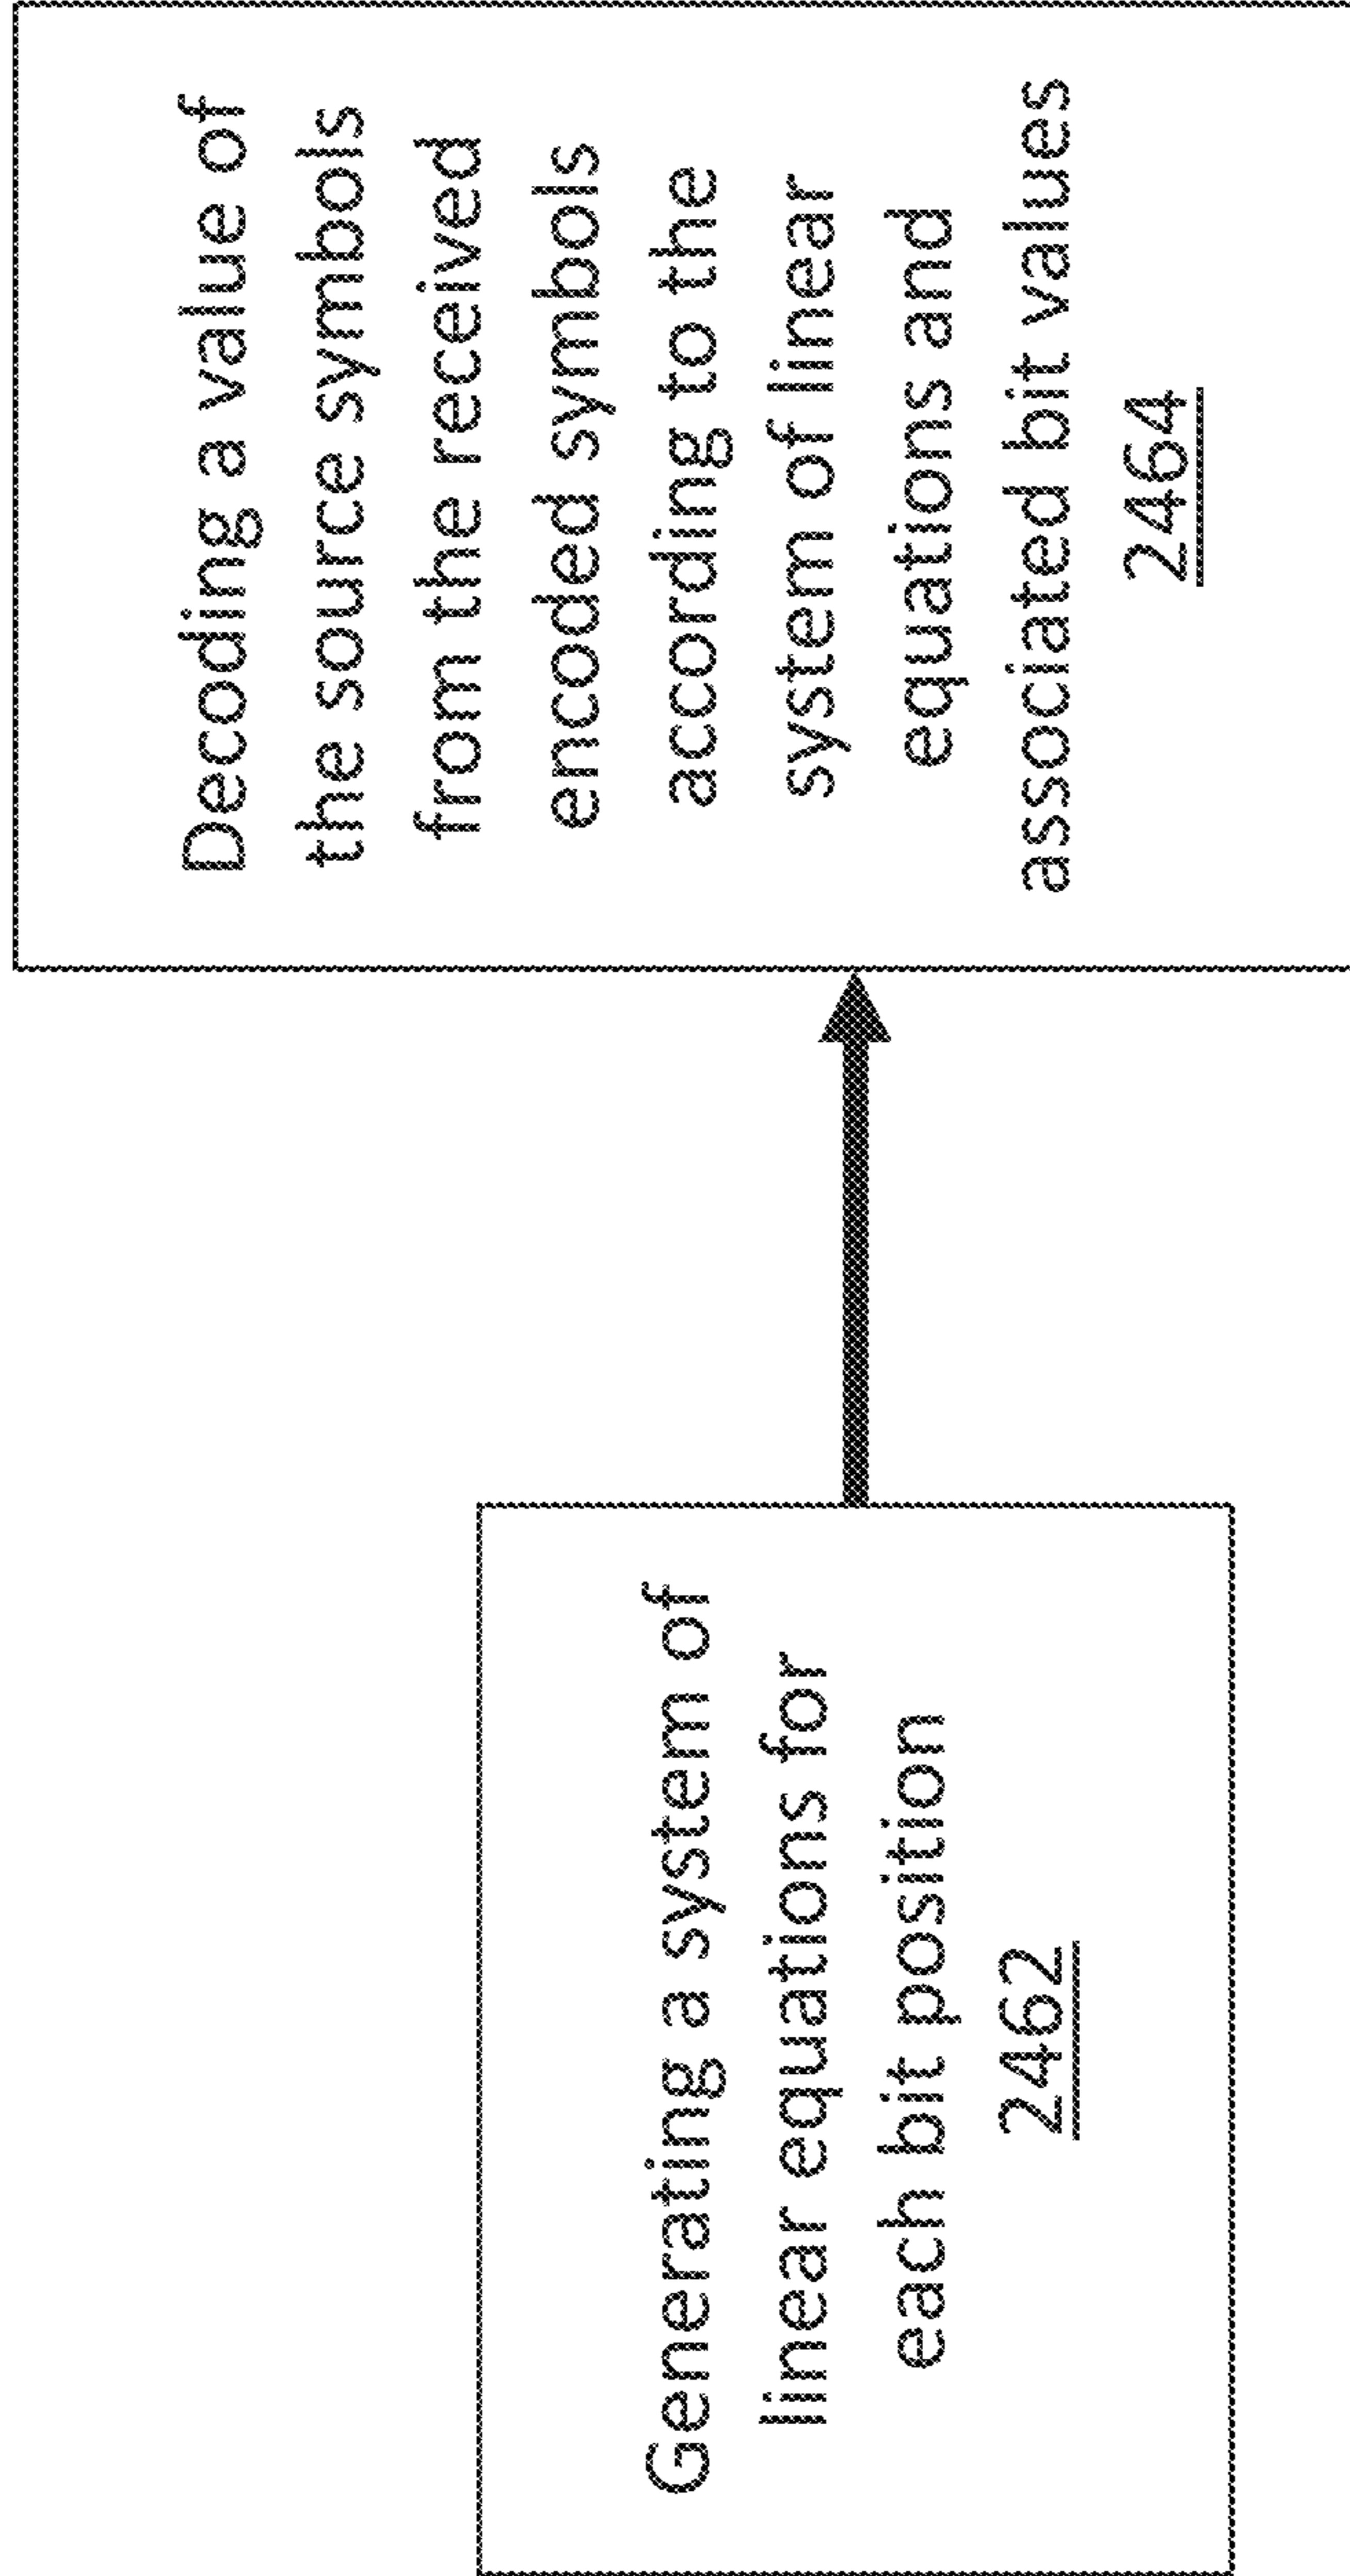 Generating a system of
linear equations for
each bit position
2462
Decoding a value of
the source symbols
from the received
encoded symbols
according to the
system of linear
equations and
associated bit values
2464